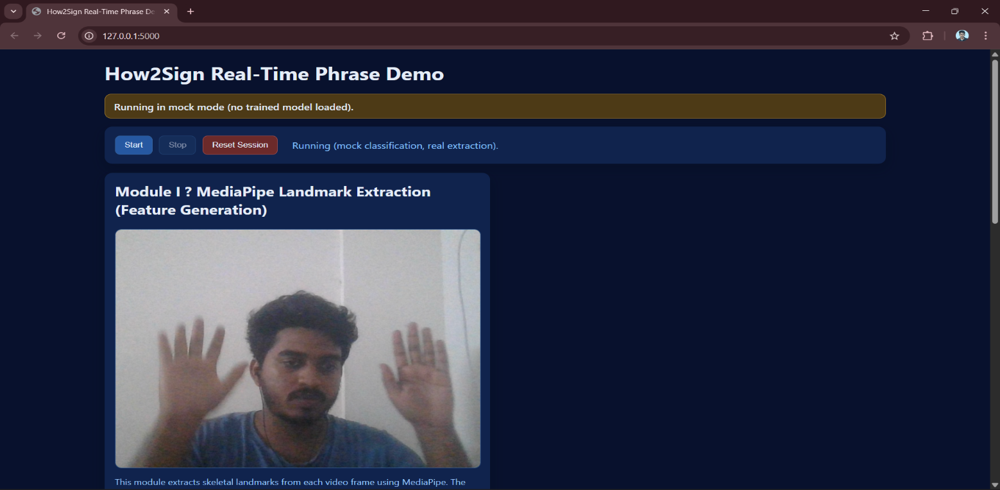 How2Sign Real-Time Phrase De
127.0.0.1:5000
How2Sign Real-Time Phrase Demo
Running in mock mode (no trained model loaded).
Start Stop Reset Session Running (mock classification, real extraction).
Module I ? MediaPipe Landmark Extraction
(Feature Generation)
This module extracts skeletal landmarks from each video frame using MediaPipe. The